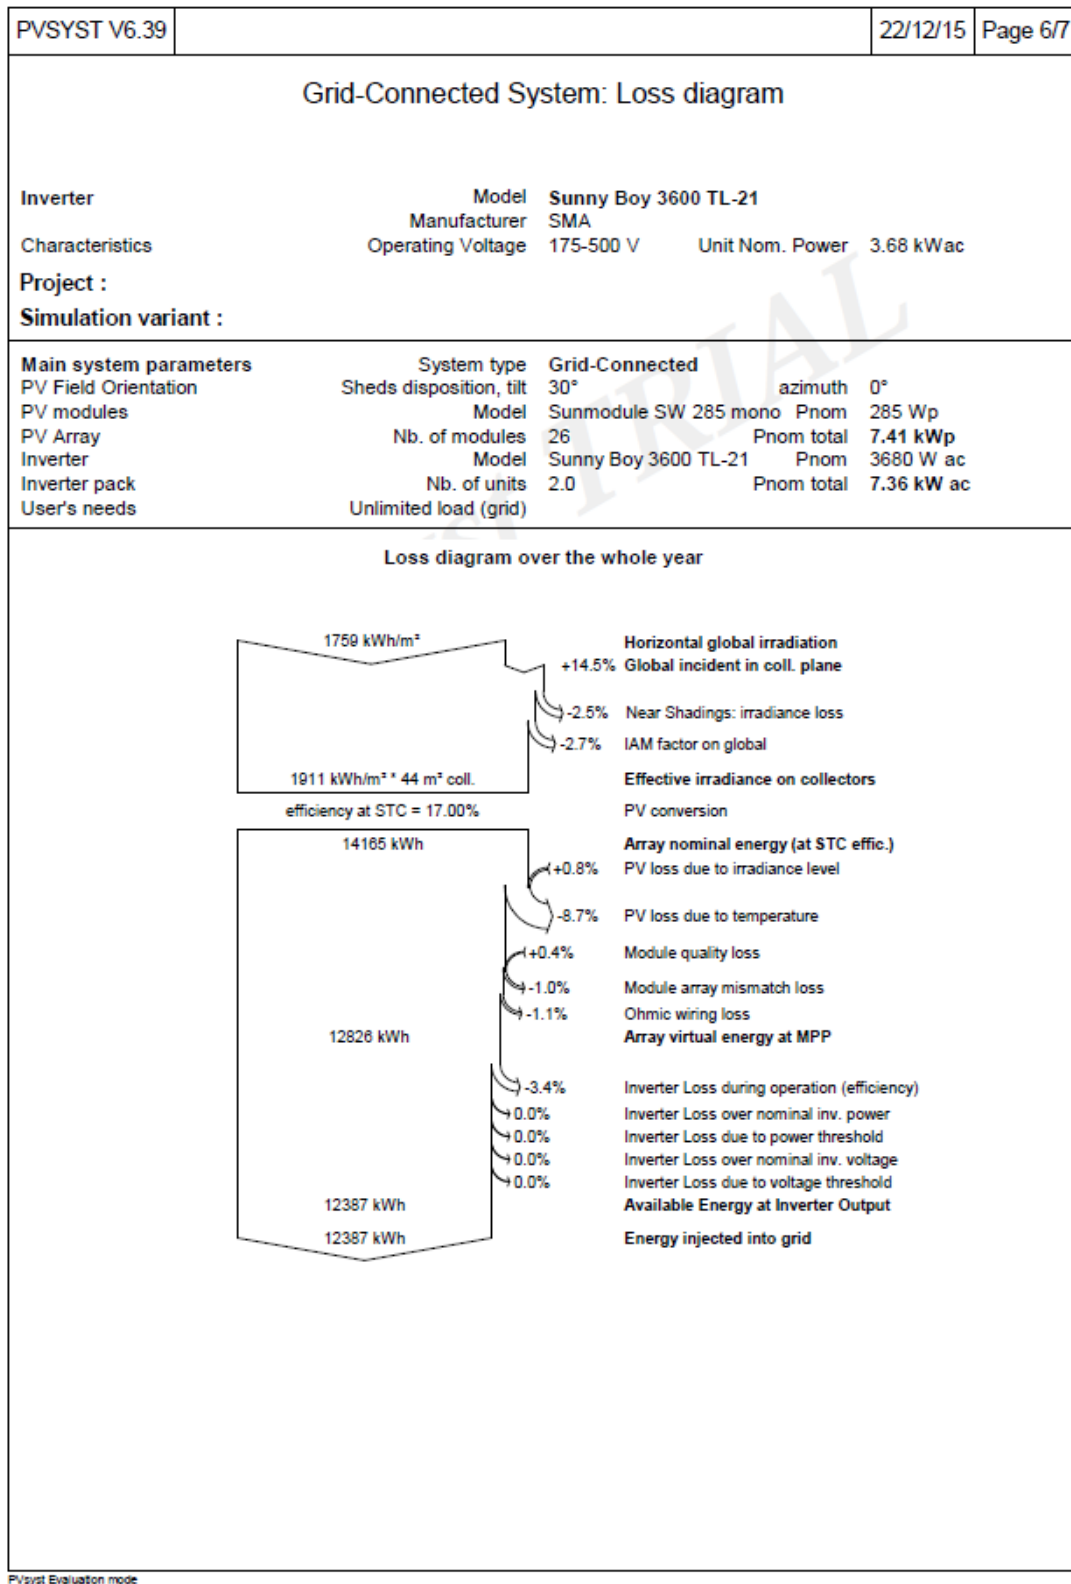 PVSYST V6.39 22/12/15 Page 6/7
Grid-Connected System: Loss diagram
Inverter Model Sunny Boy 3600 TL-21
Manufacturer SMA
Characteristics Operating Voltage 175-500 V Unit Nom. Power 3.68 kWac
Project :
Simulation variant :
Main system parameters System type Grid-Connected
PV Field Orientation Sheds disposition, tilt 30° azimuth 0°
PV modules Model Sunmodule SW 285 mono Pnom 285 Wp
PV Array Nb. of modules 26 Pnom total 7.41 kWp
Inverter Model Sunny Boy 3600 TL-21 Pnom 3680 W ac
Inverter pack Nb. of units 2.0 Pnom total 7.36 kW ac
User's needs Unlimited load (grid)
TRIAL
Loss diagram over the whole year
1759 kWh/m² Horizontal global irradiation
+14.5% Global incident in coll. plane
-2.5% Near Shadings: irradiance loss
-2.7% IAM factor on global
1911 kWh/m² * 44 m² coll. Effective irradiance on collectors
efficiency at STC = 17.00% PV conversion
14165 kWh Array nominal energy (at STC effic.)
+0.8% PV loss due to irradiance level
-8.7% PV loss due to temperature
+0.4% Module quality loss
-1.0% Module array mismatch loss
-1.1% Ohmic wiring loss
12826 kWh Array virtual energy at MPP
-3.4% Inverter Loss during operation (efficiency)
0.0% Inverter Loss over nominal inv. power
0.0% Inverter Loss due to power threshold
0.0% Inverter Loss over nominal inv. voltage
0.0% Inverter Loss due to voltage threshold
12387 kWh Available Energy at Inverter Output
12387 kWh Energy injected into grid
PVsyst Evaluation mode